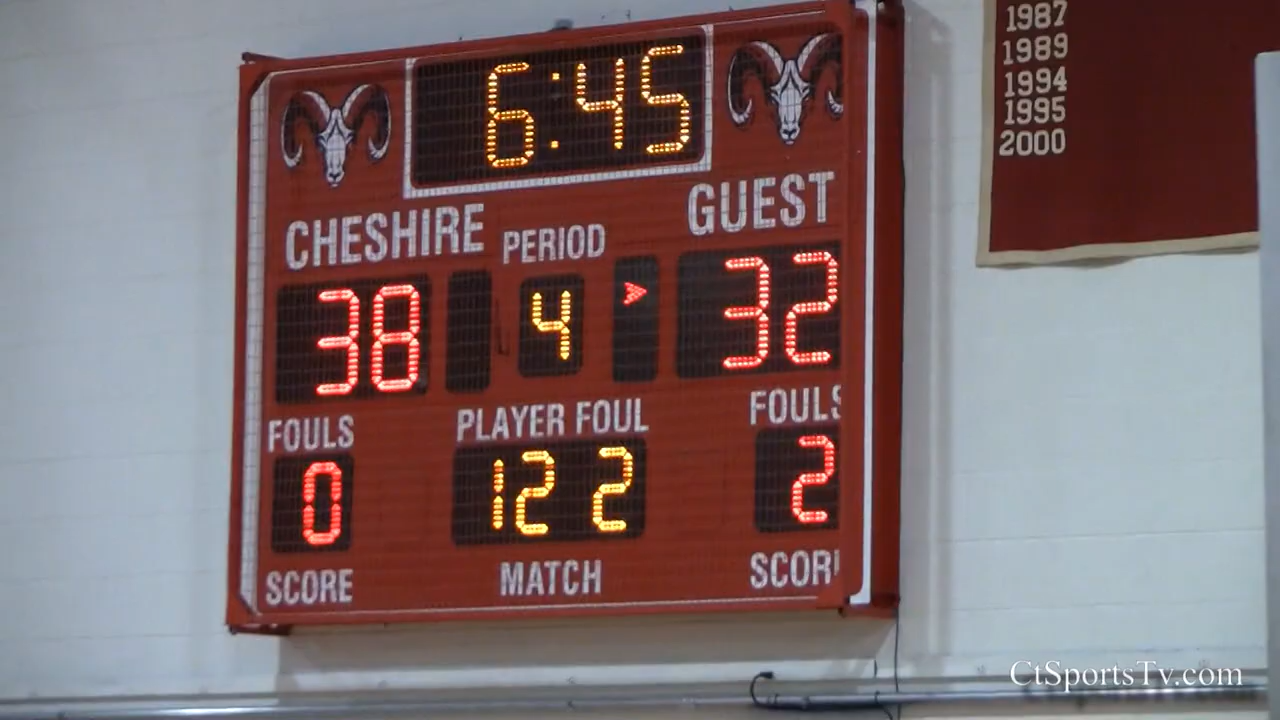 6:45
CHESHIRE
PERIOD
GUEST
38
4
32
FOULS
PLAYER FOUL
FOULS
0
12 2
2
SCORE
MATCH
SCOR
1987
1989
1994
1995
2000
CtSportsTv.com